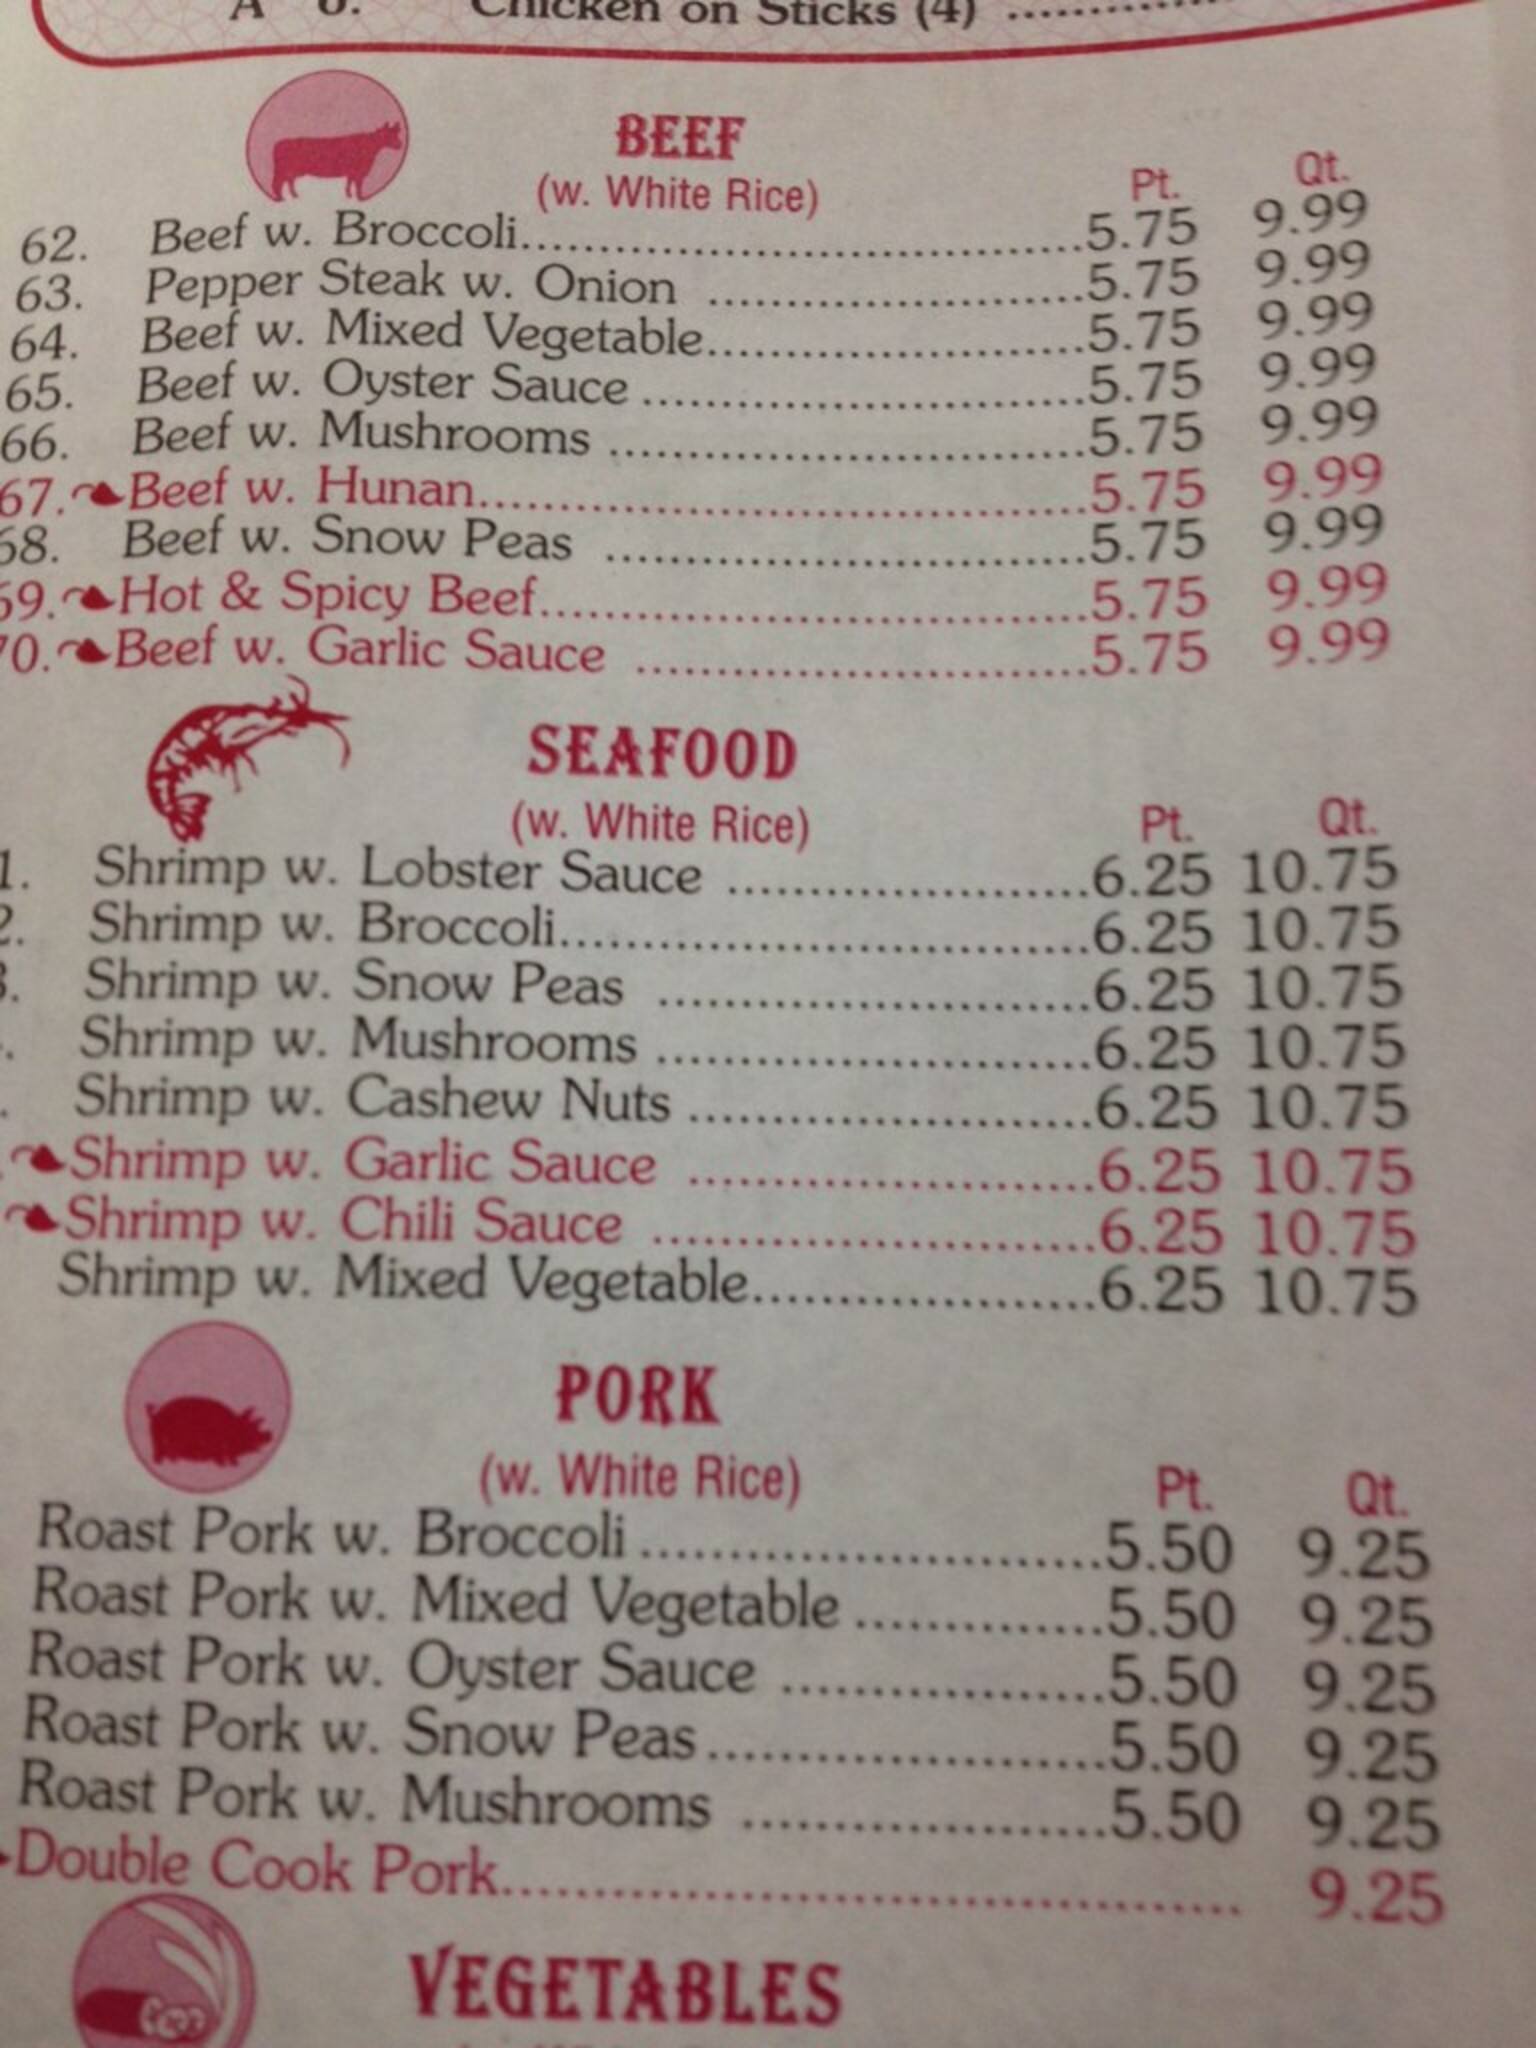 Chicken on Sticks (4) ..............
BEEF
(w. White Rice)
Pt. Qt.
62. Beef w. Broccoli.....................................5.75 9.99
63. Pepper Steak w. Onion .........................5.75 9.99
64. Beef w. Mixed Vegetable.........................5.75 9.99
65. Beef w. Oyster Sauce .............................5.75 9.99
66. Beef w. Mushrooms ...............................5.75 9.99
67. Beef w. Hunan........................................5.75 9.99
68. Beef w. Snow Peas ................................5.75 9.99
69. Hot & Spicy Beef....................................5.75 9.99
70. Beef w. Garlic Sauce ..............................5.75 9.99
SEAFOOD
(w. White Rice)
Pt. Qt.
1. Shrimp w. Lobster Sauce .......................6.25 10.75
2. Shrimp w. Broccoli..................................6.25 10.75
3. Shrimp w. Snow Peas ............................6.25 10.75
. Shrimp w. Mushrooms ............................6.25 10.75
. Shrimp w. Cashew Nuts ..........................6.25 10.75
Shrimp w. Garlic Sauce ..........................6.25 10.75
Shrimp w. Chili Sauce ............................6.25 10.75
Shrimp w. Mixed Vegetable......................6.25 10.75
PORK
(w. White Rice)
Pt. Qt.
Roast Pork w. Broccoli .............................5.50 9.25
Roast Pork w. Mixed Vegetable ................5.50 9.25
Roast Pork w. Oyster Sauce .....................5.50 9.25
Roast Pork w. Snow Peas..........................5.50 9.25
Roast Pork w. Mushrooms ........................5.50 9.25
Double Cook Pork................................................ 9.25
VEGETABLES